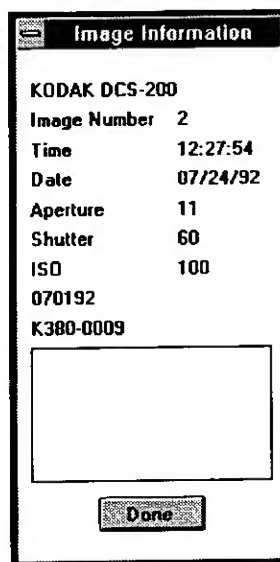 Image Information
KODAK DCS-200
Image Number 2
Time 12:27:54
Date 07/24/92
Aperture 11
Shutter 60
ISO 100
070192
K380-0009
Done